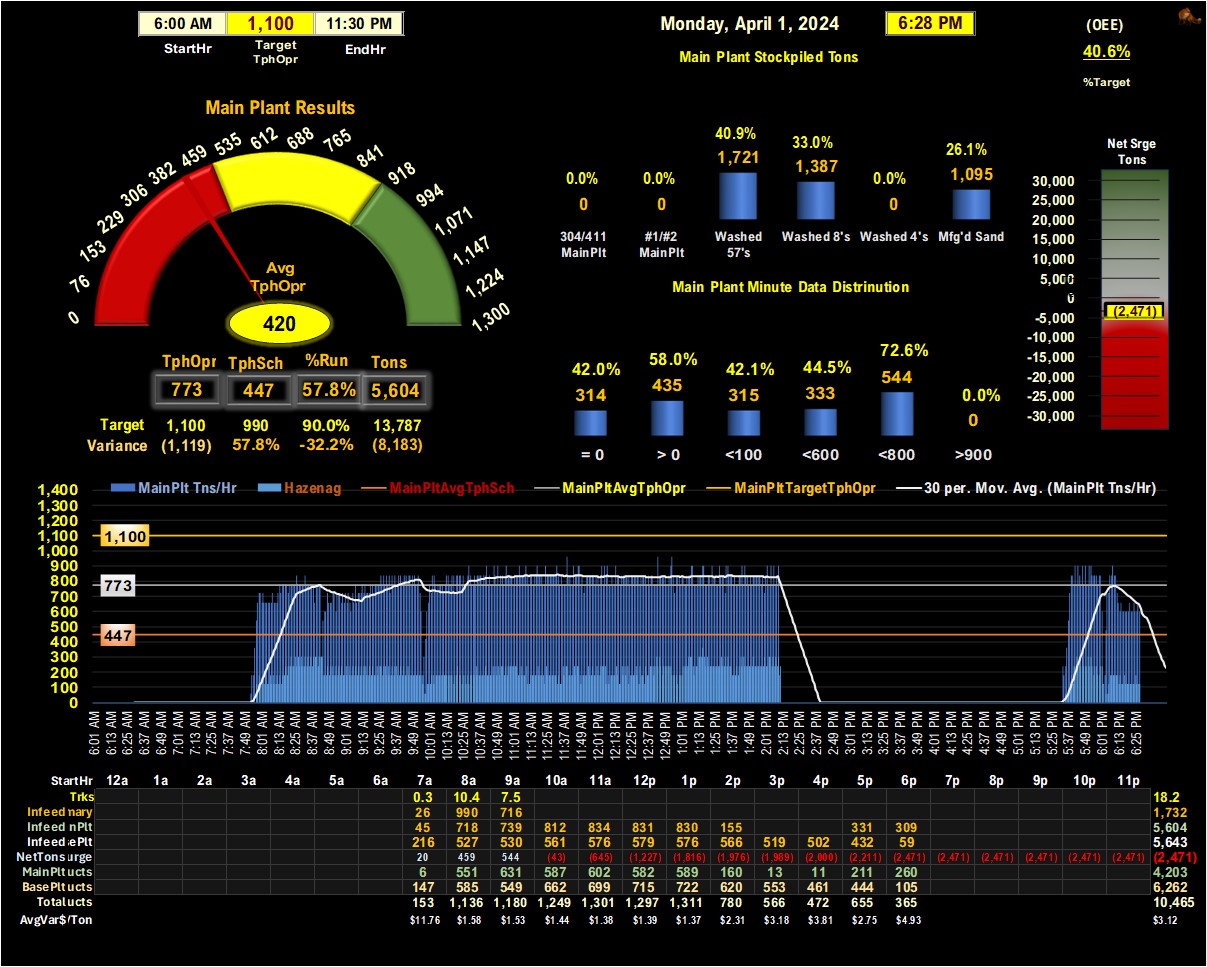 6:00 AM 1,100 11:30 PM
StartHr Target TphOpr EndHr
Monday, April 1, 2024
6:28 PM
(OEE)
40.6%
%Target
Main Plant Stockpiled Tons
Main Plant Results
0 76 153 229 306 382 459 535 612 688 765 841 918 994 1,071 1,147 1,224 1,300
Avg
TphOpr
420
TphOpr TphSch %Run Tons
773 447 57.8% 5,604
Target 1,100 990 90.0% 13,787
Variance (1,119) 57.8% -32.2% (8,183)
0.0% 0.0% 40.9% 33.0% 0.0% 26.1%
0 0 1,721 1,387 0 1,095
304/411 #1/#2 Washed Washed 8's Washed 4's Mfg'd Sand
MainPlt MainPlt 57's
Main Plant Minute Data Distrinution
42.0% 58.0% 42.1% 44.5% 72.6% 0.0%
314 435 315 333 544 0
= 0 > 0 <100 <600 <800 >900
Net Srge
Tons
30,000
25,000
20,000
15,000
10,000
5,000
0
(2,471)
-5,000
-10,000
-15,000
-20,000
-25,000
-30,000
MainPlt Tns/Hr Hazenag MainPltAvgTphSch MainPltAvgTphOpr MainPltTargetTphOpr 30 per. Mov. Avg. (MainPlt Tns/Hr)
1,400
1,300
1,200
1,100
1,000
900
800
700
600
500
400
300
200
100
0
1,100
773
447
6:01 AM 6:13 AM 6:25 AM 6:37 AM 6:49 AM 7:01 AM 7:13 AM 7:25 AM 7:37 AM 7:49 AM 8:01 AM 8:13 AM 8:25 AM 8:37 AM 8:49 AM 9:01 AM 9:13 AM 9:25 AM 9:37 AM 9:49 AM 10:01 AM 10:13 AM 10:25 AM 10:37 AM 10:49 AM 11:01 AM 11:13 AM 11:25 AM 11:37 AM 11:49 AM 12:01 PM 12:13 PM 12:25 PM 12:37 PM 12:49 PM 1:01 PM 1:13 PM 1:25 PM 1:37 PM 1:49 PM 2:01 PM 2:13 PM 2:25 PM 2:37 PM 2:49 PM 3:01 PM 3:13 PM 3:25 PM 3:37 PM 3:49 PM 4:01 PM 4:13 PM 4:25 PM 4:37 PM 4:49 PM 5:01 PM 5:13 PM 5:25 PM 5:37 PM 5:49 PM 6:01 PM 6:13 PM 6:25 PM
StartHr 12a 1a 2a 3a 4a 5a 6a 7a 8a 9a 10a 11a 12p 1p 2p 3p 4p 5p 6p 7p 8p 9p 10p 11p
Trks 0.3 10.4 7.5 18.2
Infeed mary 26 990 716 1,732
Infeed nPlt 45 718 739 812 834 831 830 155 331 309 5,604
Infeed ePlt 216 527 530 561 576 579 576 566 519 502 432 59 5,643
NetTons urge 20 459 544 (43) (645) (1,227) (1,816) (1,976) (1,989) (2,000) (2,211) (2,471) (2,471) (2,471) (2,471) (2,471) (2,471) (2,471)
MainPlt ucts 6 551 631 587 602 582 589 160 13 11 211 260 4,203
BasePlt ucts 147 585 549 662 699 715 722 620 553 461 444 105 6,262
Total ucts 153 1,136 1,180 1,249 1,301 1,297 1,311 780 566 472 655 365 10,465
AvgVar$/Ton $11.76 $1.58 $1.53 $1.44 $1.38 $1.39 $1.37 $2.31 $3.18 $3.81 $2.75 $4.93 $3.12